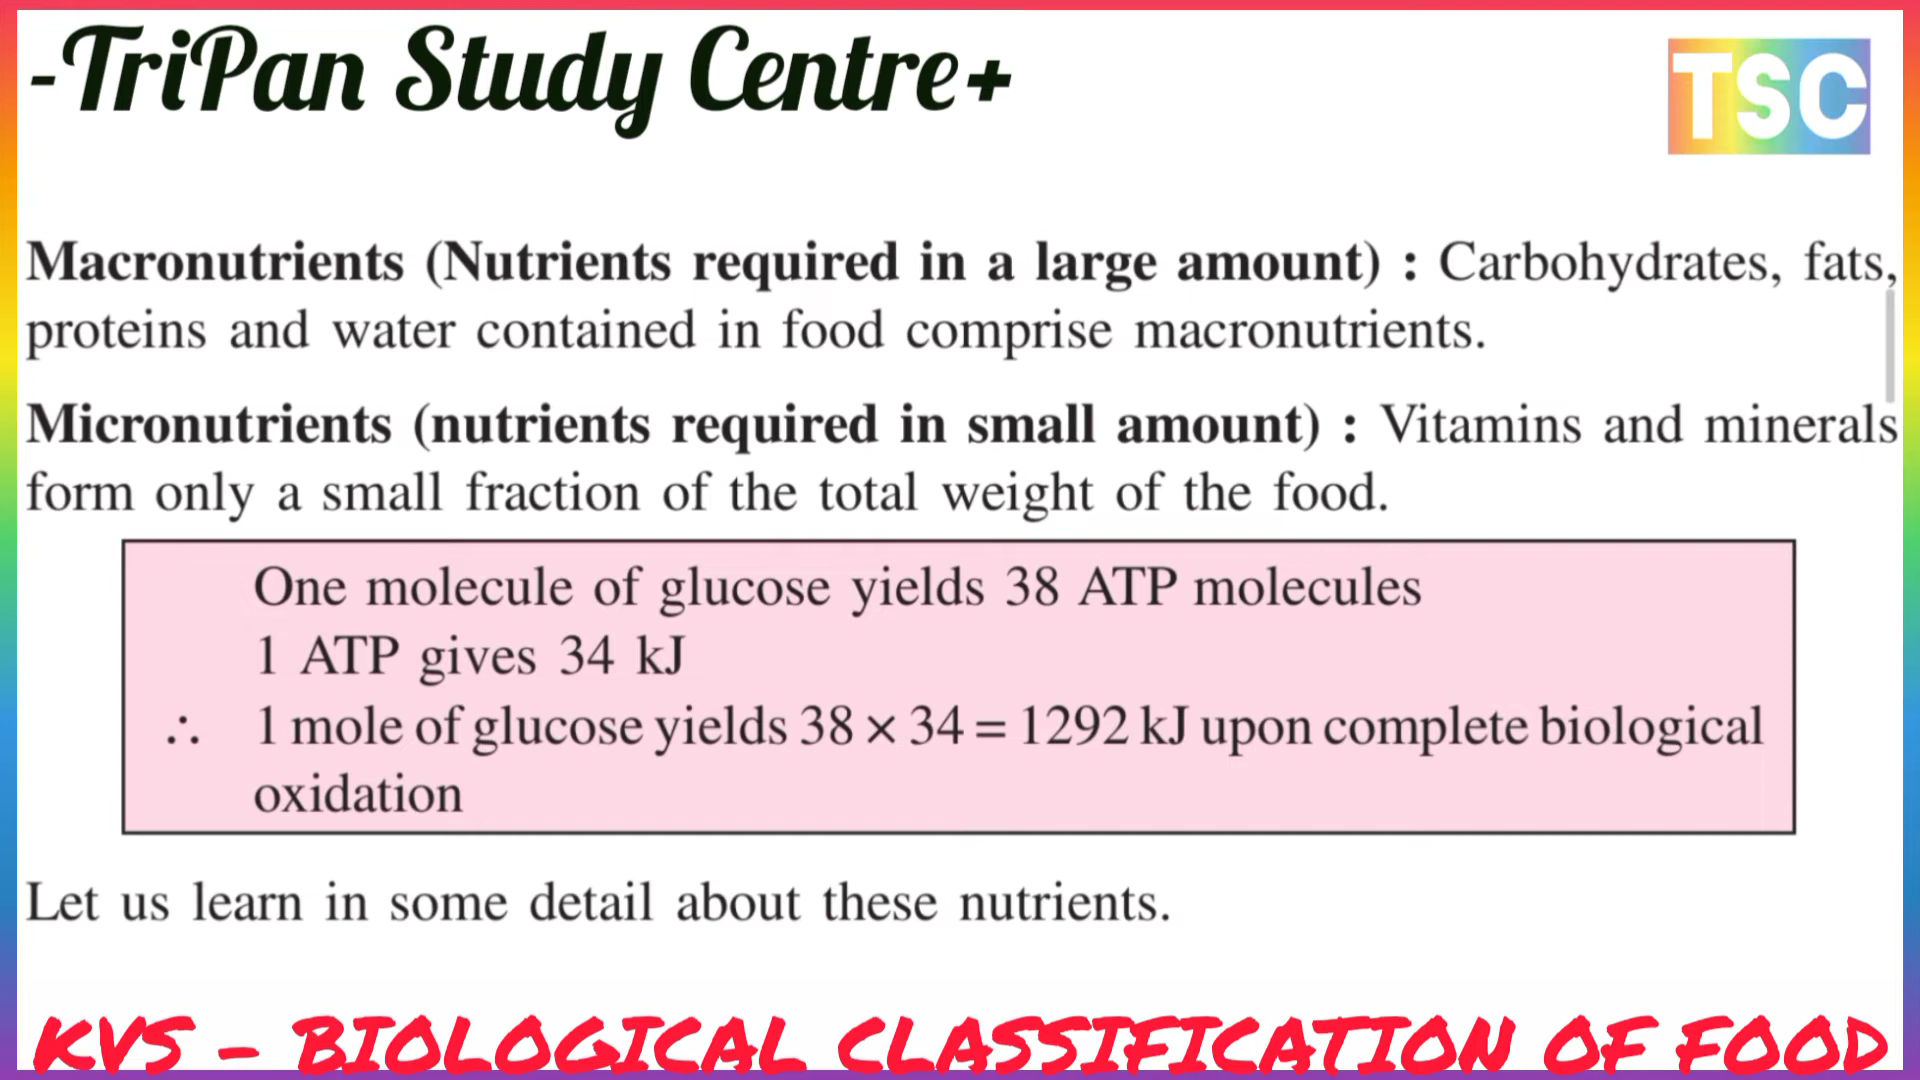 -TriPan Study Centre+
TSC
Macronutrients (Nutrients required in a large amount) : Carbohydrates, fats,
proteins and water contained in food comprise macronutrients.
Micronutrients (nutrients required in small amount) : Vitamins and minerals
form only a small fraction of the total weight of the food.
One molecule of glucose yields 38 ATP molecules
1 ATP gives 34 kJ
∴ 1 mole of glucose yields 38 × 34 = 1292 kJ upon complete biological
oxidation
Let us learn in some detail about these nutrients.
KVS - BIOLOGICAL CLASSIFICATION OF FOOD